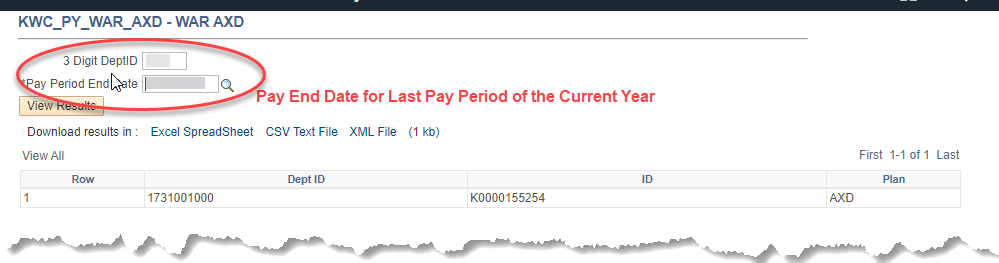 KWC_PY_WAR_AXD - WAR AXD
3 Digit DeptID
*Pay Period End Date
Pay End Date for Last Pay Period of the Current Year
View Results
Download results in : Excel SpreadSheet CSV Text File XML File (1 kb)
View All First 1-1 of 1 Last
Row Dept ID ID Plan
1 1731001000 K0000155254 AXD